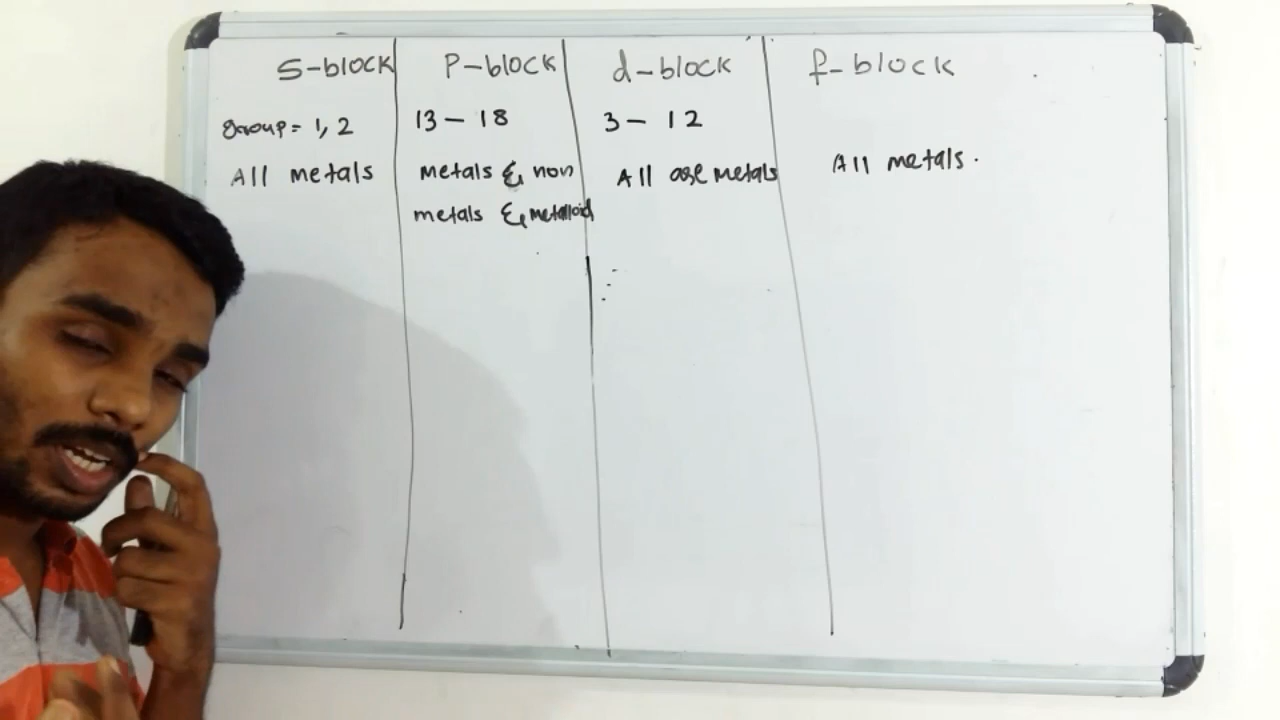 S-block P-block d-block f-block
group = 1, 2 13 - 18 3 - 12
All metals metals & non All are metals All metals.
metals & metalloid